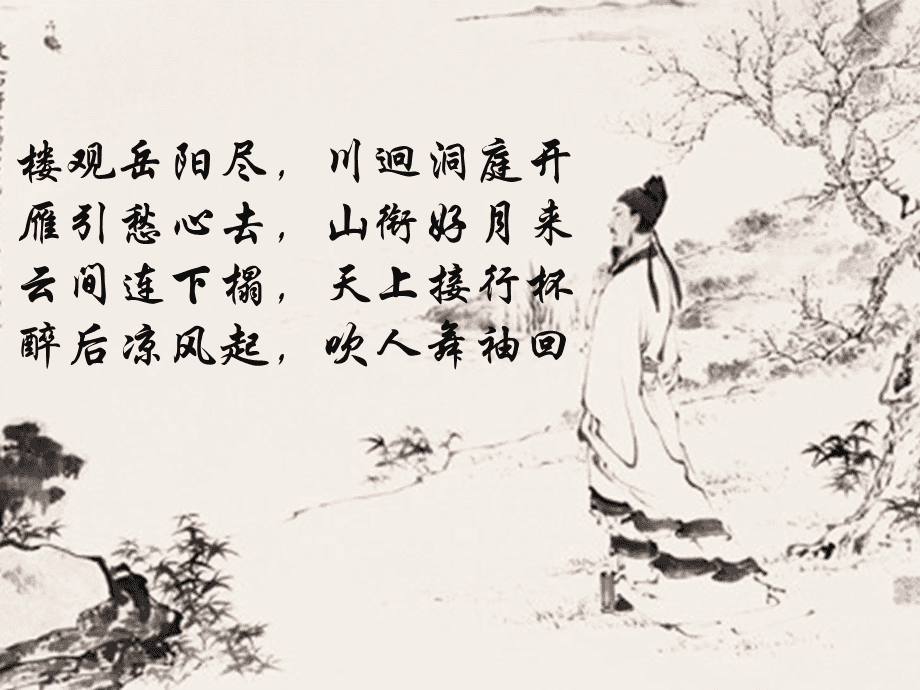 楼观岳阳尽，川迥洞庭开
雁引愁心去，山衔好月来
云间连下榻，天上接行杯
醉后凉风起，吹人舞袖回